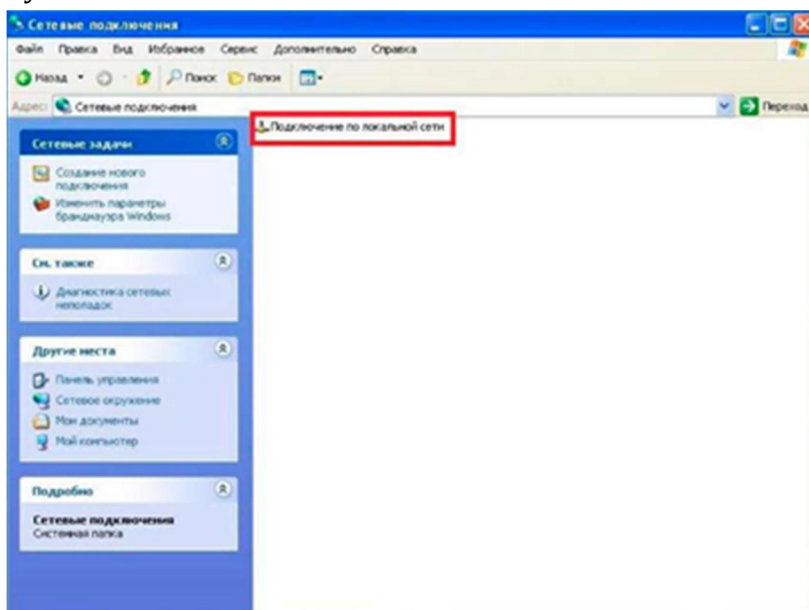 Сетевые подключения
Файл Правка Вид Избранное Сервис Дополнительно Справка
Назад Поиск Папки
Адрес: Сетевые подключения Переход
Подключение по локальной сети
Сетевые задачи
Создание нового
подключения
Изменить параметры
брандмауэра Windows
См. также
Диагностика сетевых
неполадок
Другие места
Панель управления
Сетевое окружение
Мои документы
Мой компьютер
Подробно
Сетевые подключения
Системная папка